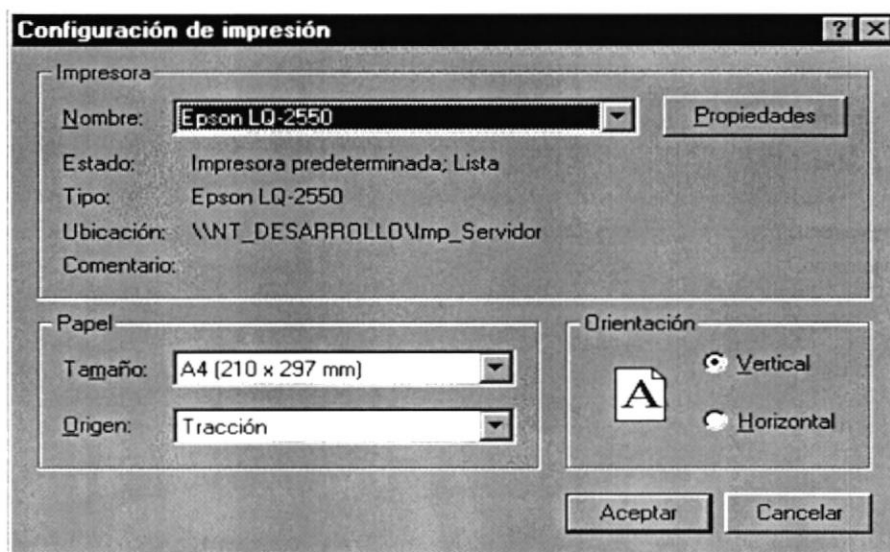 Configuración de impresión
Impresora
Nombre: Epson LQ-2550 Propiedades
Estado: Impresora predeterminada; Lista
Tipo: Epson LQ-2550
Ubicación: \\NT_DESARROLLO\Imp_Servidor
Comentario:
Papel
Tamaño: A4 (210 x 297 mm)
Origen: Tracción
Orientación
A
Vertical
Horizontal
Aceptar Cancelar